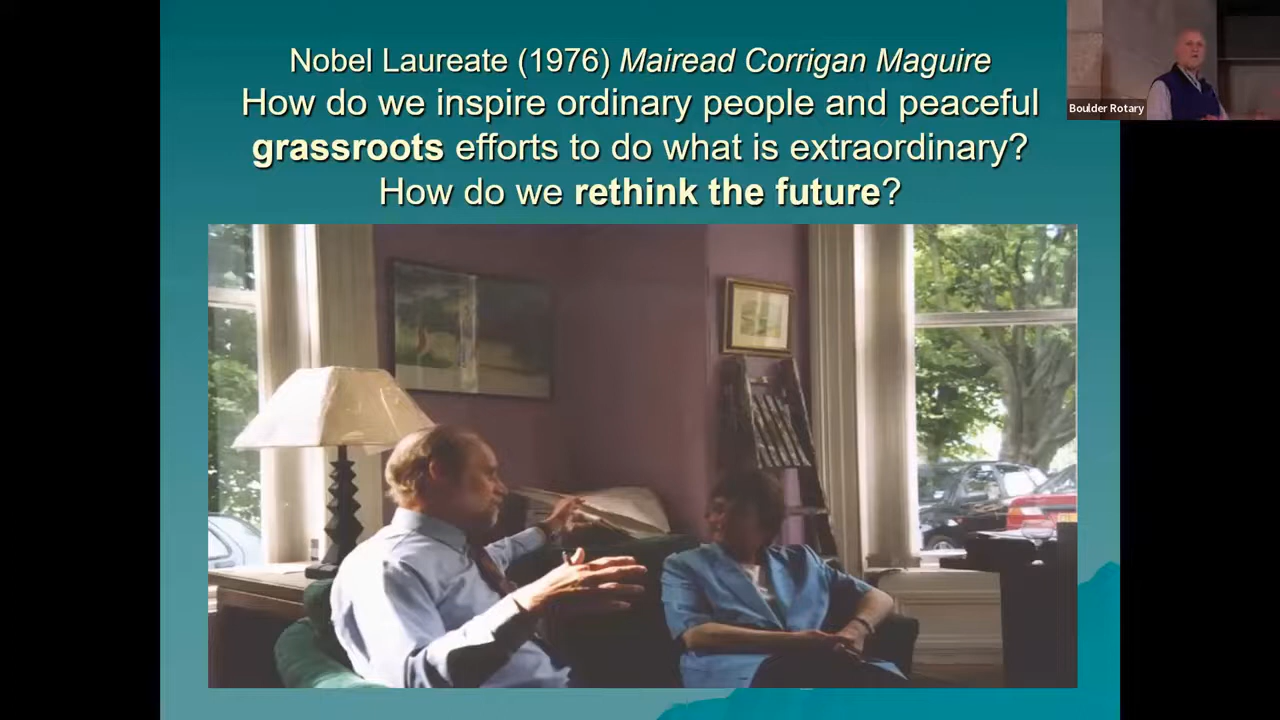 Nobel Laureate (1976) Mairead Corrigan Maguire
How do we inspire ordinary people and peaceful
grassroots efforts to do what is extraordinary?
How do we rethink the future?
Boulder Rotary